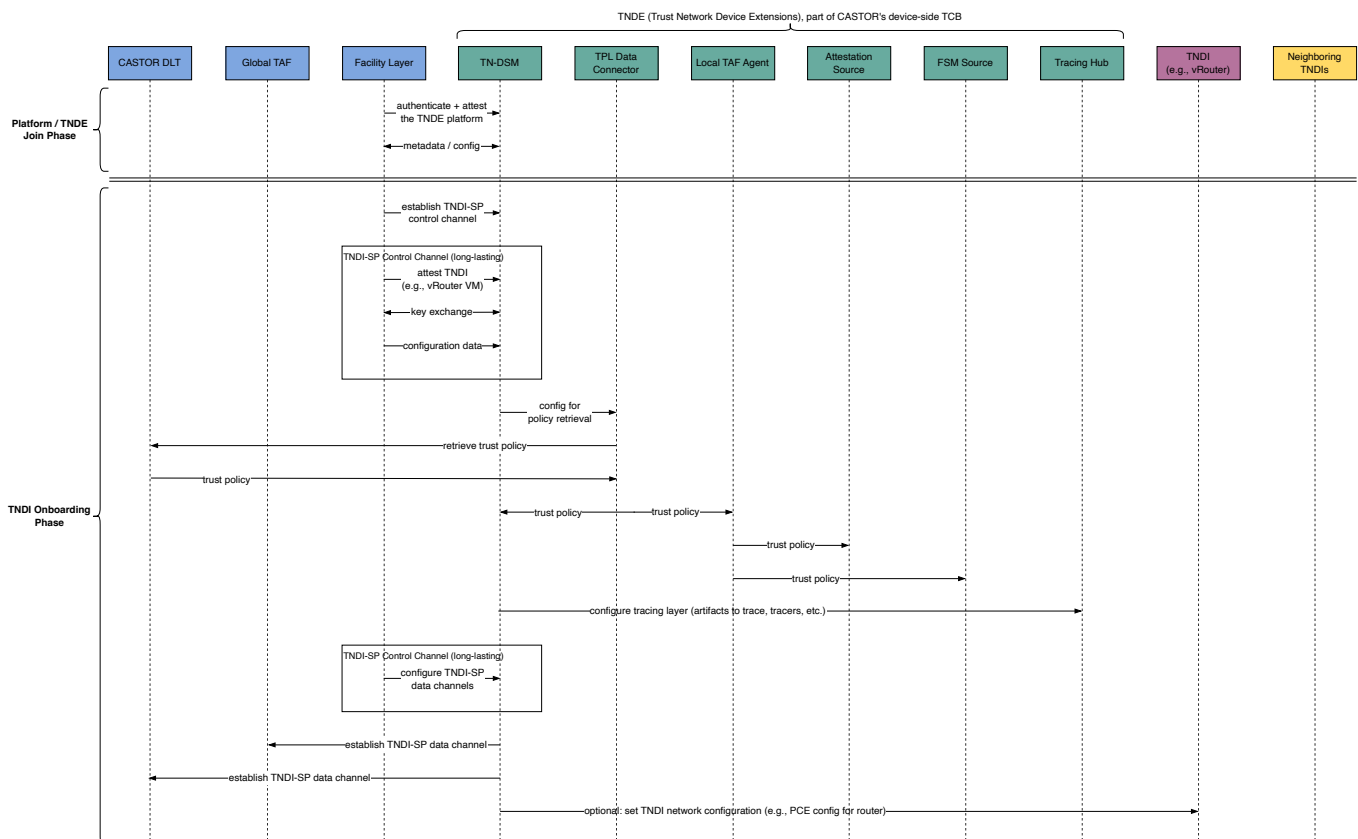 TNDE (Trust Network Device Extensions), part of CASTOR's device-side TCB
CASTOR DLT
Global TAF
Facility Layer
TN-DSM
TPL Data
Connector
Local TAF Agent
Attestation
Source
FSM Source
Tracing Hub
TNDI
(e.g., vRouter)
Neighboring
TNDIs
Platform / TNDE
Join Phase
authenticate + attest
the TNDE platform
metadata / config
establish TNDI-SP
control channel
TNDI-SP Control Channel (long-lasting)
attest TNDI
(e.g., vRouter VM)
key exchange
configuration data
config for
policy retrieval
retrieve trust policy
trust policy
TNDI Onboarding
Phase
trust policy
trust policy
trust policy
trust policy
configure tracing layer (artifacts to trace, tracers, etc.)
TNDI-SP Control Channel (long-lasting)
configure TNDI-SP
data channels
establish TNDI-SP data channel
establish TNDI-SP data channel
optional: set TNDI network configuration (e.g., PCE config for router)